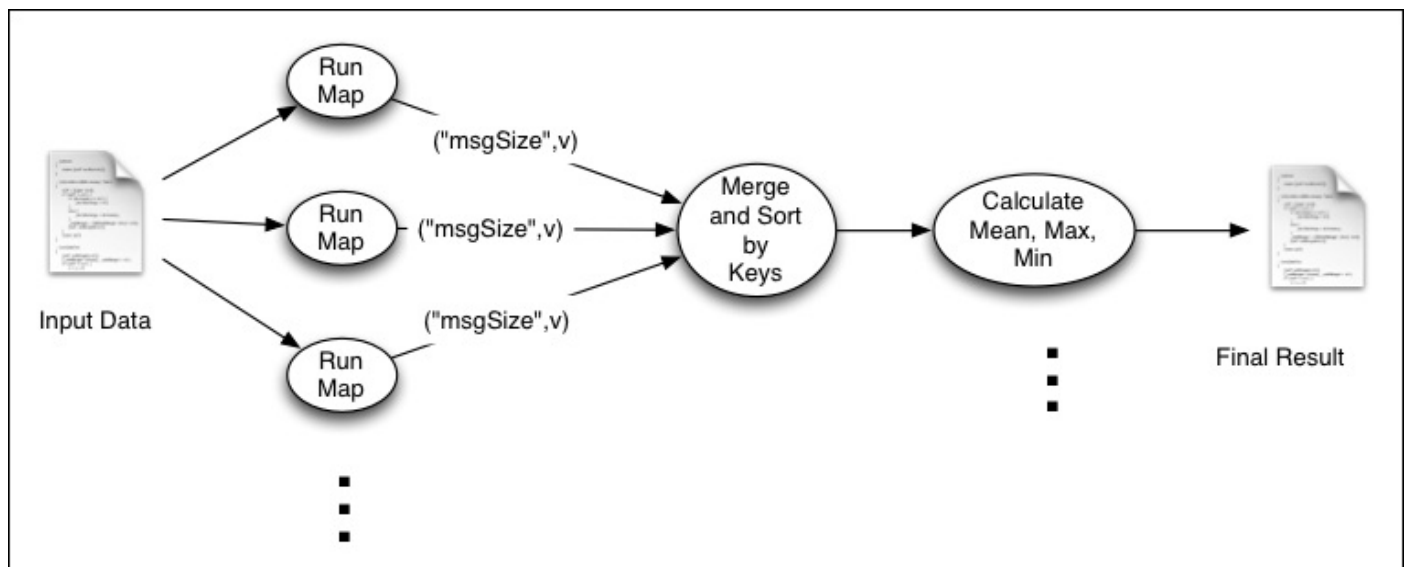 Run
Map
("msgSize",v)
Input Data
Run
Map
("msgSize",v)
Run
Map
("msgSize",v)
Merge
and Sort
by
Keys
Calculate
Mean, Max,
Min
Final Result